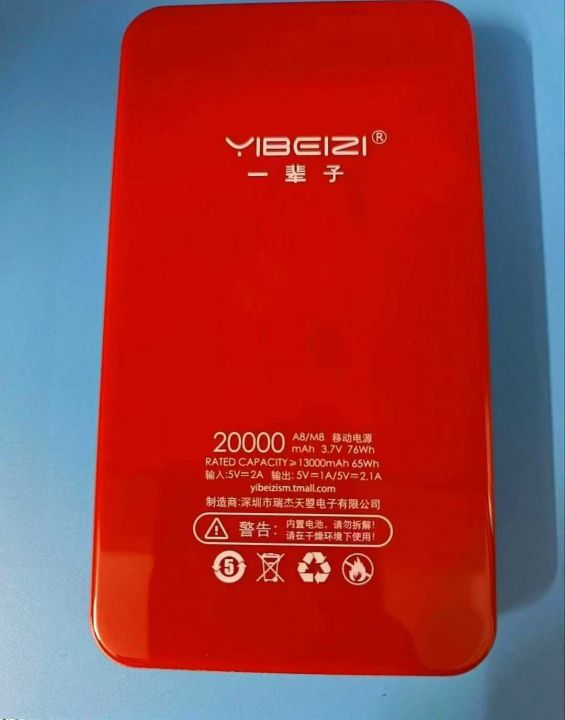 YIBEIZI®
一辈子
20000 A8/M8 移动电源
mAh 3.7V 76Wh
RATED CAPACITY≥13000mAh 65Wh
输入:5V⎓2A 输出: 5V⎓1A/5V⎓2.1A
yibeizism.tmall.com
制造商:深圳市瑞杰天塱电子有限公司
警告: 内置电池，请勿拆解!
请在干燥环境下使用!
5